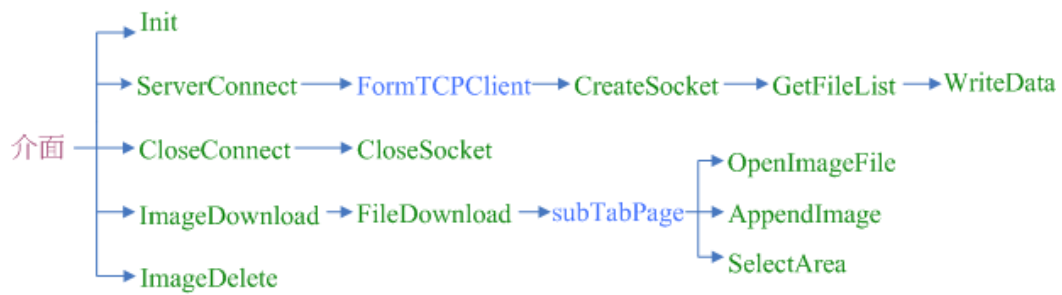 Init
ServerConnect FormTCPClient CreateSocket GetFileList WriteData
介面
CloseConnect CloseSocket
OpenImageFile
ImageDownload FileDownload subTabPage AppendImage
SelectArea
ImageDelete